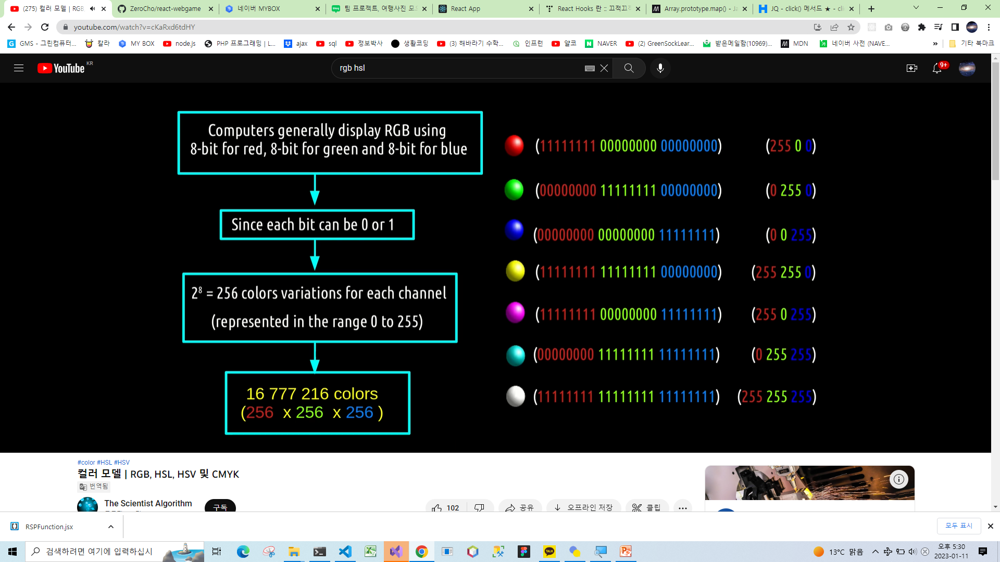 (275) 컬러 모델 | RGB
ZeroCho/react-webgame
네이버 MYBOX
팀 프로젝트, 여행사진 모으
React App
React Hooks 란 :: 끄적끄적
Array.prototype.map() - Ja
JQ - click() 메서드 ★ - cli
youtube.com/watch?v=cKaRxd6tdHY
GMS - 그린컴퓨터...
칼라
MY BOX
node.js
PHP 프로그래밍 | L...
ajax
sql
정보박사
생활코딩
(3) 해바라기 수학...
인프런
얄코
NAVER
(2) GreenSockLear...
받은메일함(10969)...
MDN
네이버 사전 (NAVE...
»
기타 북마크
YouTube KR
rgb hsl
9+
Computers generally display RGB using
8-bit for red, 8-bit for green and 8-bit for blue
Since each bit can be 0 or 1
2⁸ = 256 colors variations for each channel
(represented in the range 0 to 255)
16 777 216 colors
(256 x 256 x 256 )
(11111111 00000000 00000000) (255 0 0)
(00000000 11111111 00000000) (0 255 0)
(00000000 00000000 11111111) (0 0 255)
(11111111 11111111 00000000) (255 255 0)
(11111111 00000000 11111111) (255 0 255)
(00000000 11111111 11111111) (0 255 255)
(11111111 11111111 11111111) (255 255 255)
#color #HSL #HSV
컬러 모델 | RGB, HSL, HSV 및 CMYK
번역됨
The Scientist Algorithm
구독
102
공유
오프라인 저장
클립
RSPFunction.jsx
모두 표시
검색하려면 여기에 입력하십시
TALK
13°C 맑음
오후 5:30
2023-01-11